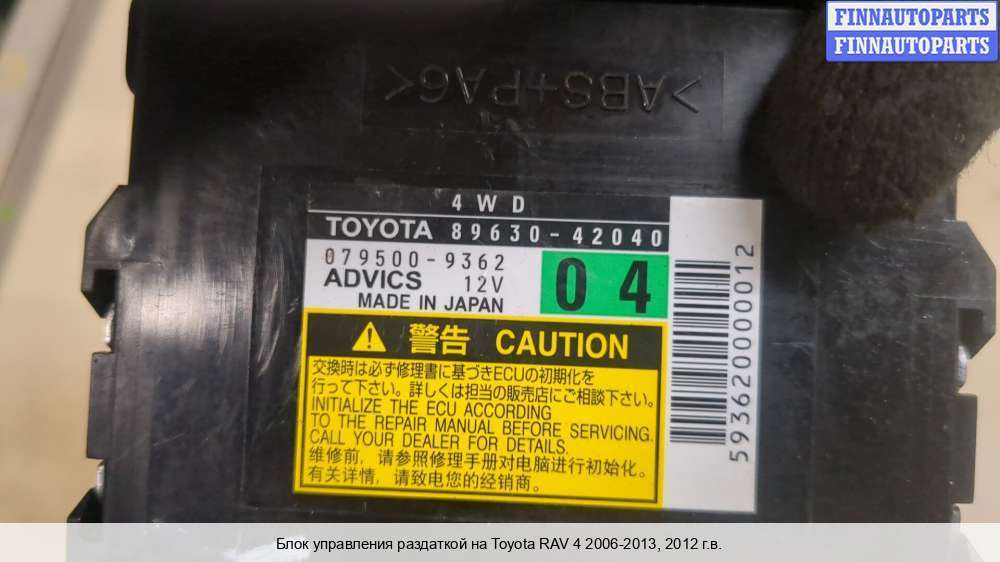 FINNAUTOPARTS
FINNAUTOPARTS
>ABS+PA6<
4WD
TOYOTA 89630-42040
079500-9362
ADVICS 12V
MADE IN JAPAN
04
593620000012
警告 CAUTION
交換時は必ず修理書に基づきECUの初期化を
行って下さい。詳しくは担当の販売店にご相談下さい。
INITIALIZE THE ECU ACCORDING
TO THE REPAIR MANUAL BEFORE SERVICING.
CALL YOUR DEALER FOR DETAILS.
维修前，请参照修理手册对电脑进行初始化。
有关详情，请致电您的经销商。
Блок управления раздаткой на Toyota RAV 4 2006-2013, 2012 г.в.